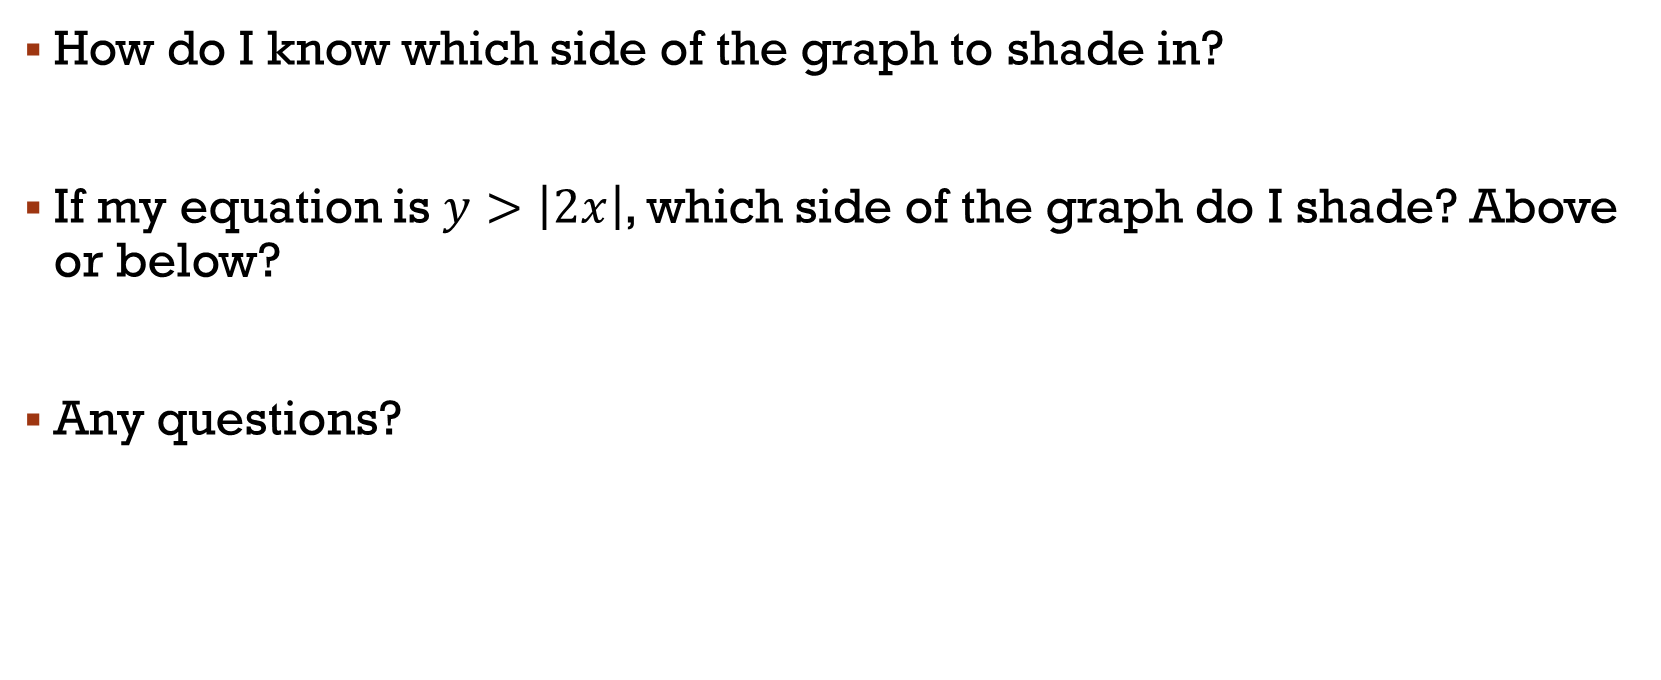 ▪ How do I know which side of the graph to shade in?
▪ If my equation is y > |2x|, which side of the graph do I shade? Above
or below?
▪ Any questions?